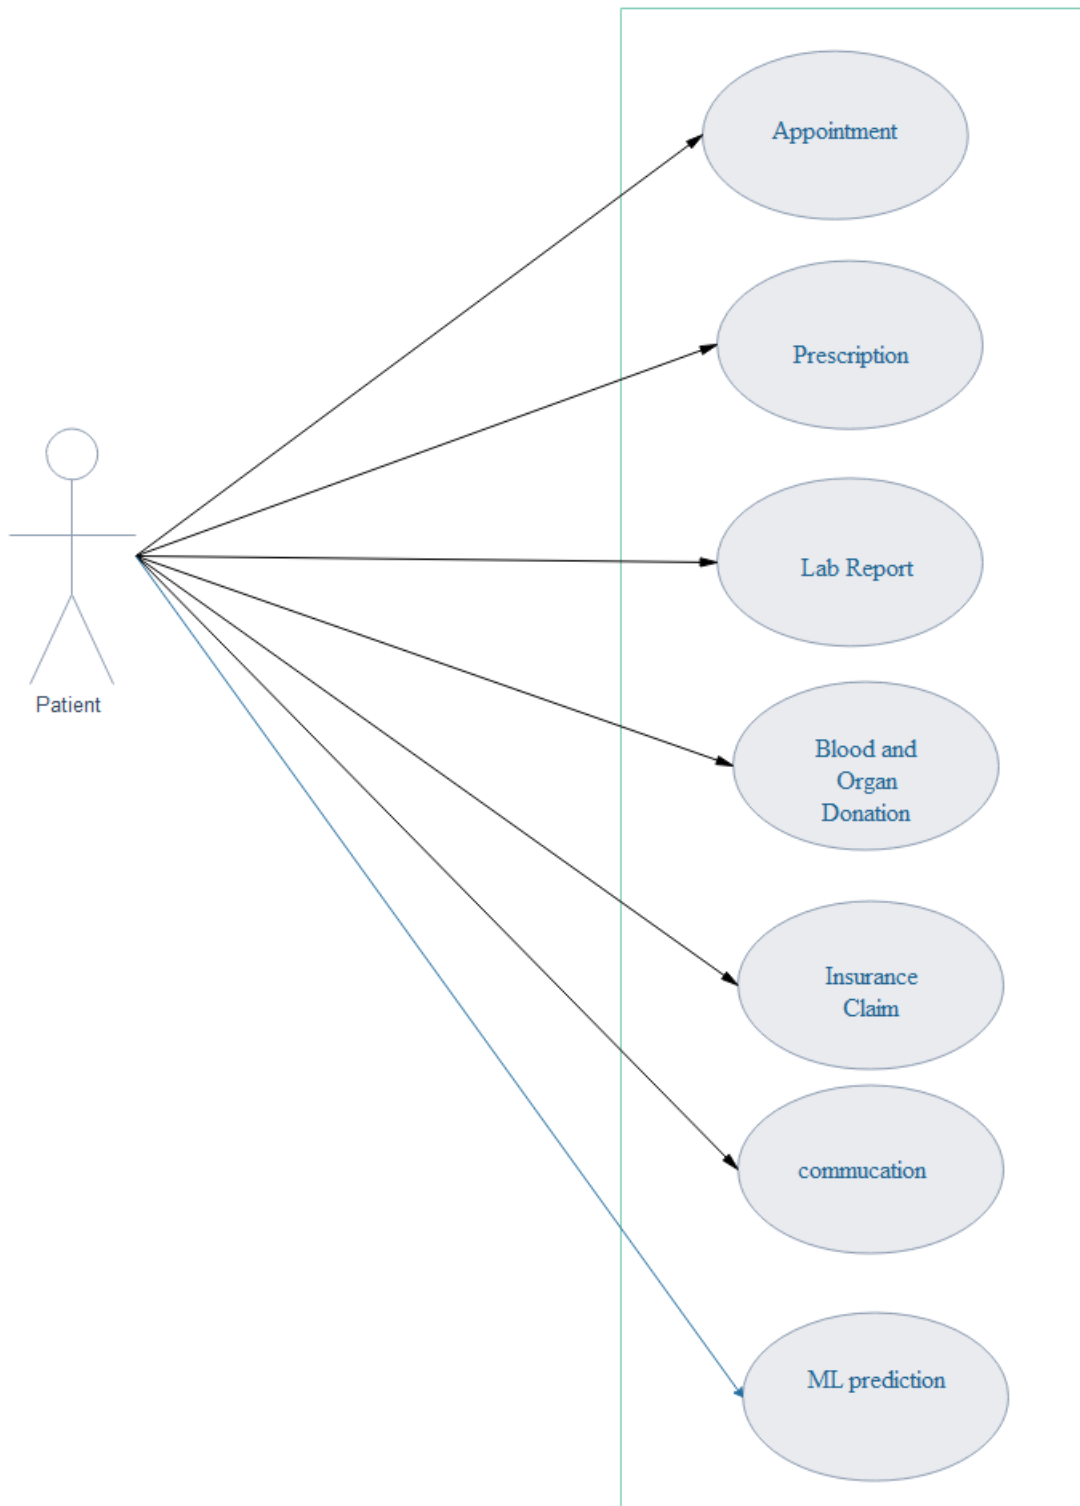 Appointment
Prescription
Lab Report
Patient
Blood and
Organ
Donation
Insurance
Claim
commucation
ML prediction